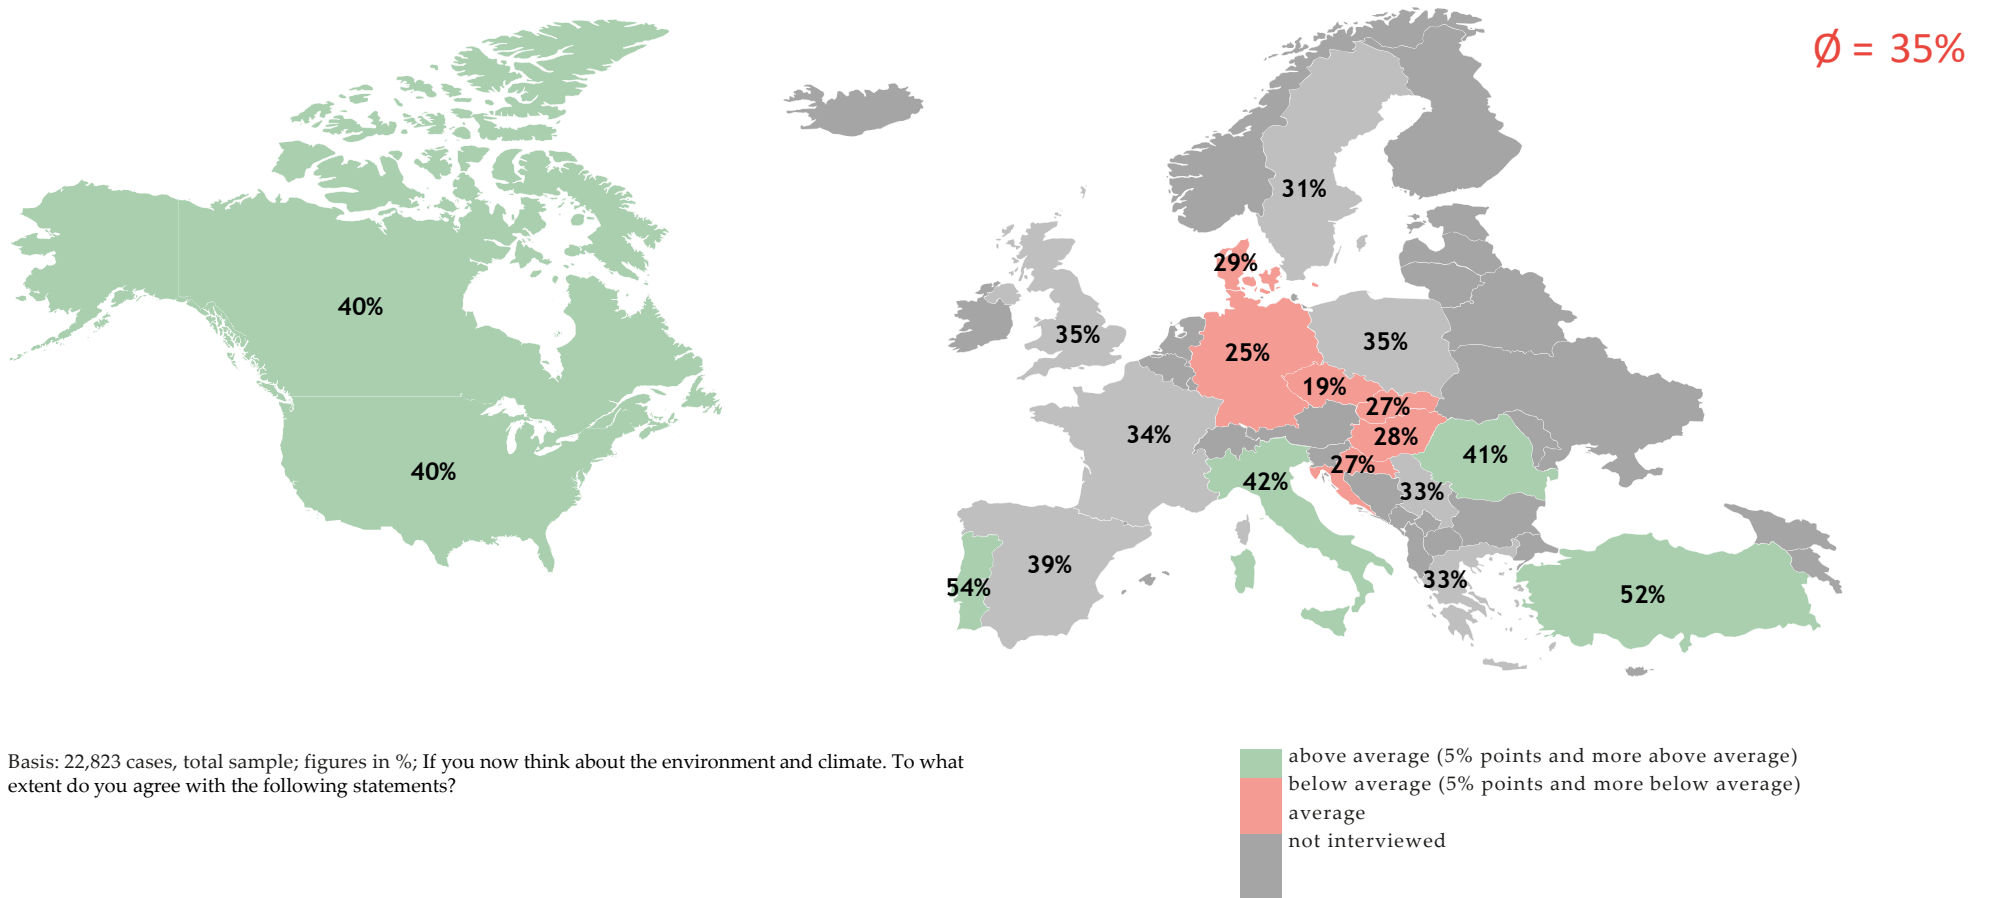 Ø = 35%
31%
29%
40%
35%
35%
25%
19%
27%
34%
28%
41%
27%
40%
42%
33%
39%
33%
54%
52%
Basis: 22,823 cases, total sample; figures in %; If you now think about the environment and climate. To what
extent do you agree with the following statements?
above average (5% points and more above average)
below average (5% points and more below average)
average
not interviewed